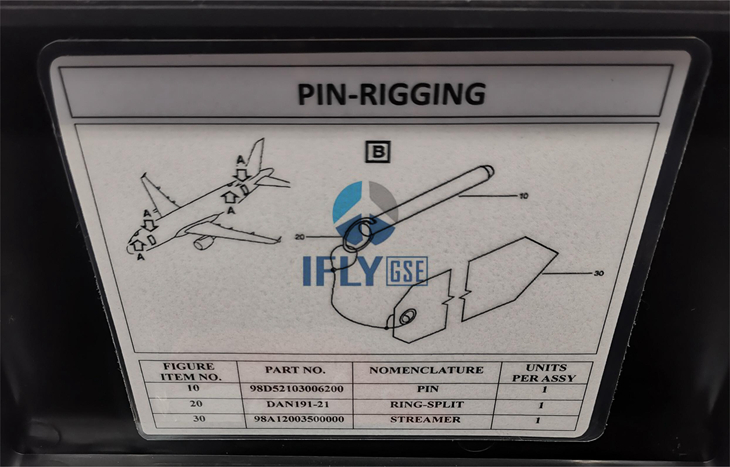 PIN-RIGGING
B
A
A
A
A
10
20
30
IFLY GSE
FIGURE ITEM NO. PART NO. NOMENCLATURE UNITS PER ASSY
10 98D52103006200 PIN 1
20 DAN191-21 RING-SPLIT 1
30 98A12003500000 STREAMER 1